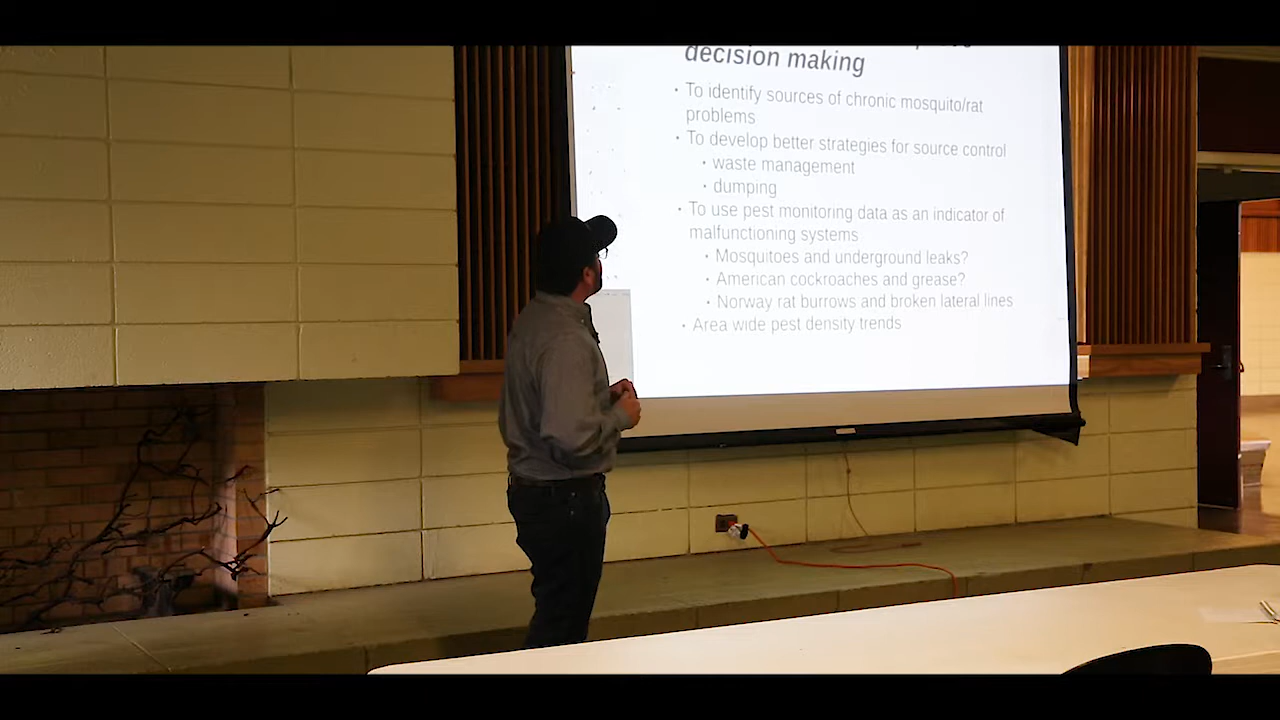 decision making
· To identify sources of chronic mosquito/rat
problems
· To develop better strategies for source control
· waste management
· dumping
· To use pest monitoring data as an indicator of
malfunctioning systems
· Mosquitoes and underground leaks?
· American cockroaches and grease?
· Norway rat burrows and broken lateral lines
· Area wide pest density trends